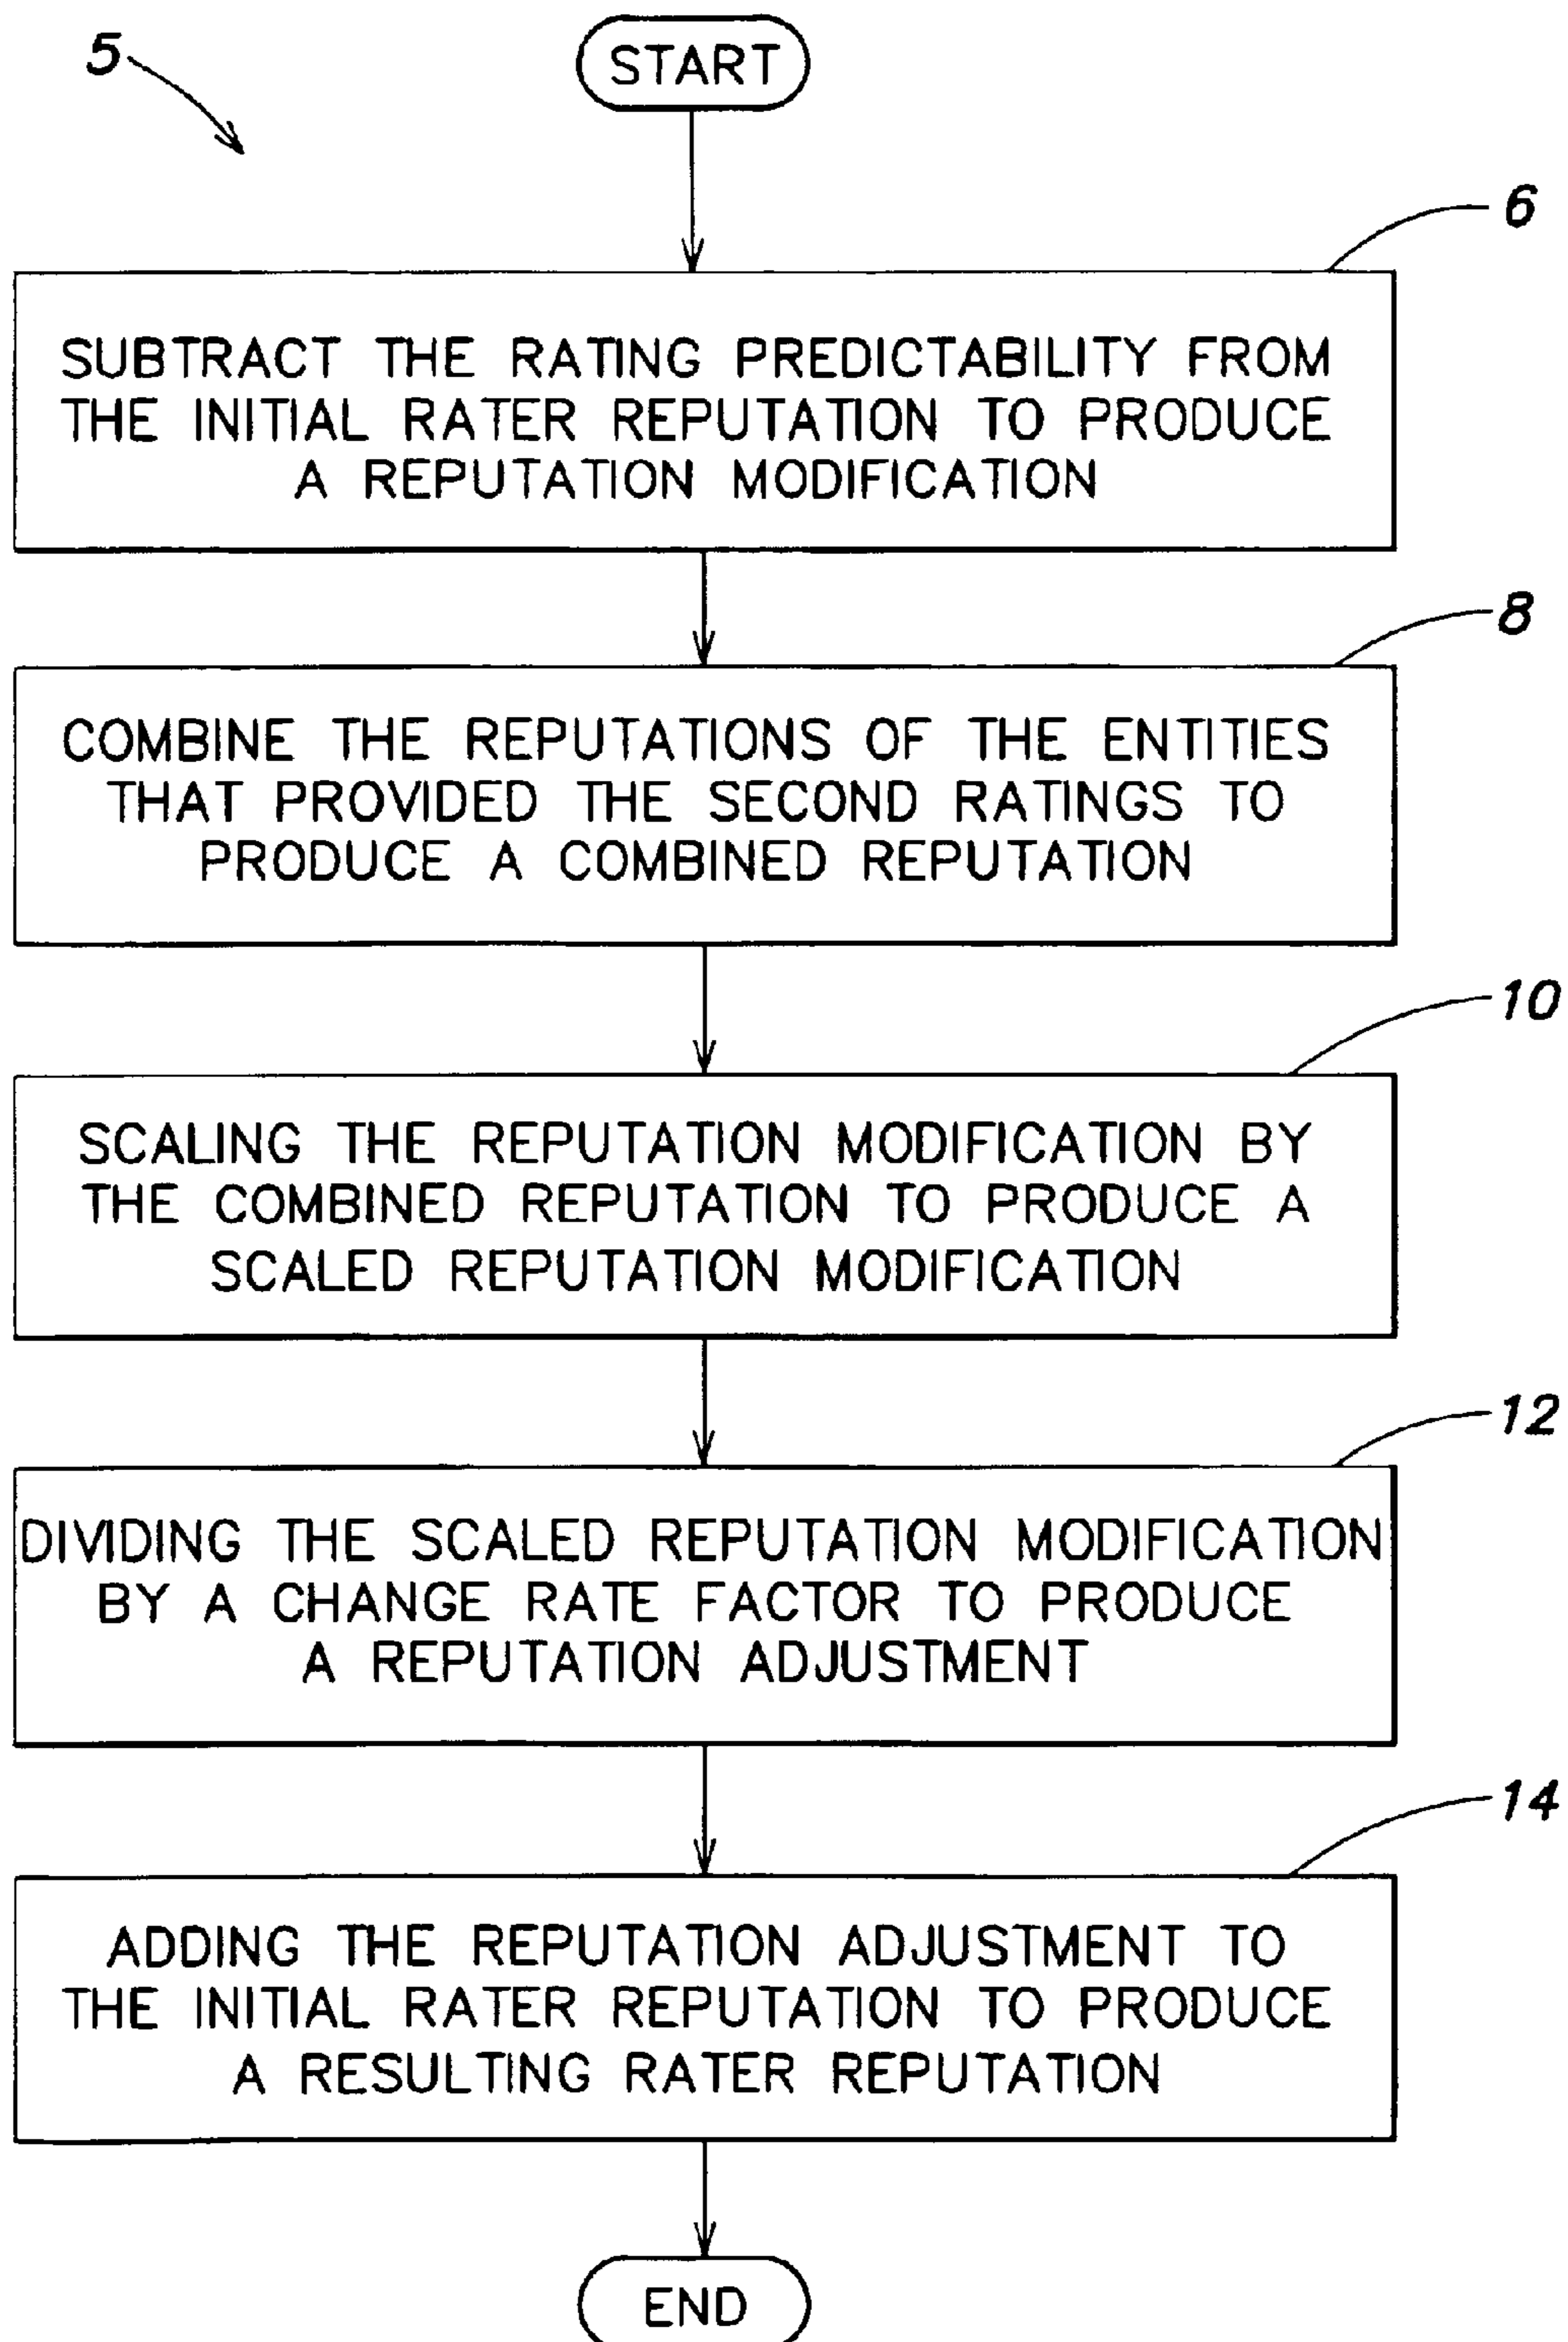 5
START
6
SUBTRACT THE RATING PREDICTABILITY FROM
THE INITIAL RATER REPUTATION TO PRODUCE
A REPUTATION MODIFICATION
8
COMBINE THE REPUTATIONS OF THE ENTITIES
THAT PROVIDED THE SECOND RATINGS TO
PRODUCE A COMBINED REPUTATION
10
SCALING THE REPUTATION MODIFICATION BY
THE COMBINED REPUTATION TO PRODUCE A
SCALED REPUTATION MODIFICATION
12
DIVIDING THE SCALED REPUTATION MODIFICATION
BY A CHANGE RATE FACTOR TO PRODUCE
A REPUTATION ADJUSTMENT
14
ADDING THE REPUTATION ADJUSTMENT TO
THE INITIAL RATER REPUTATION TO PRODUCE
A RESULTING RATER REPUTATION
END